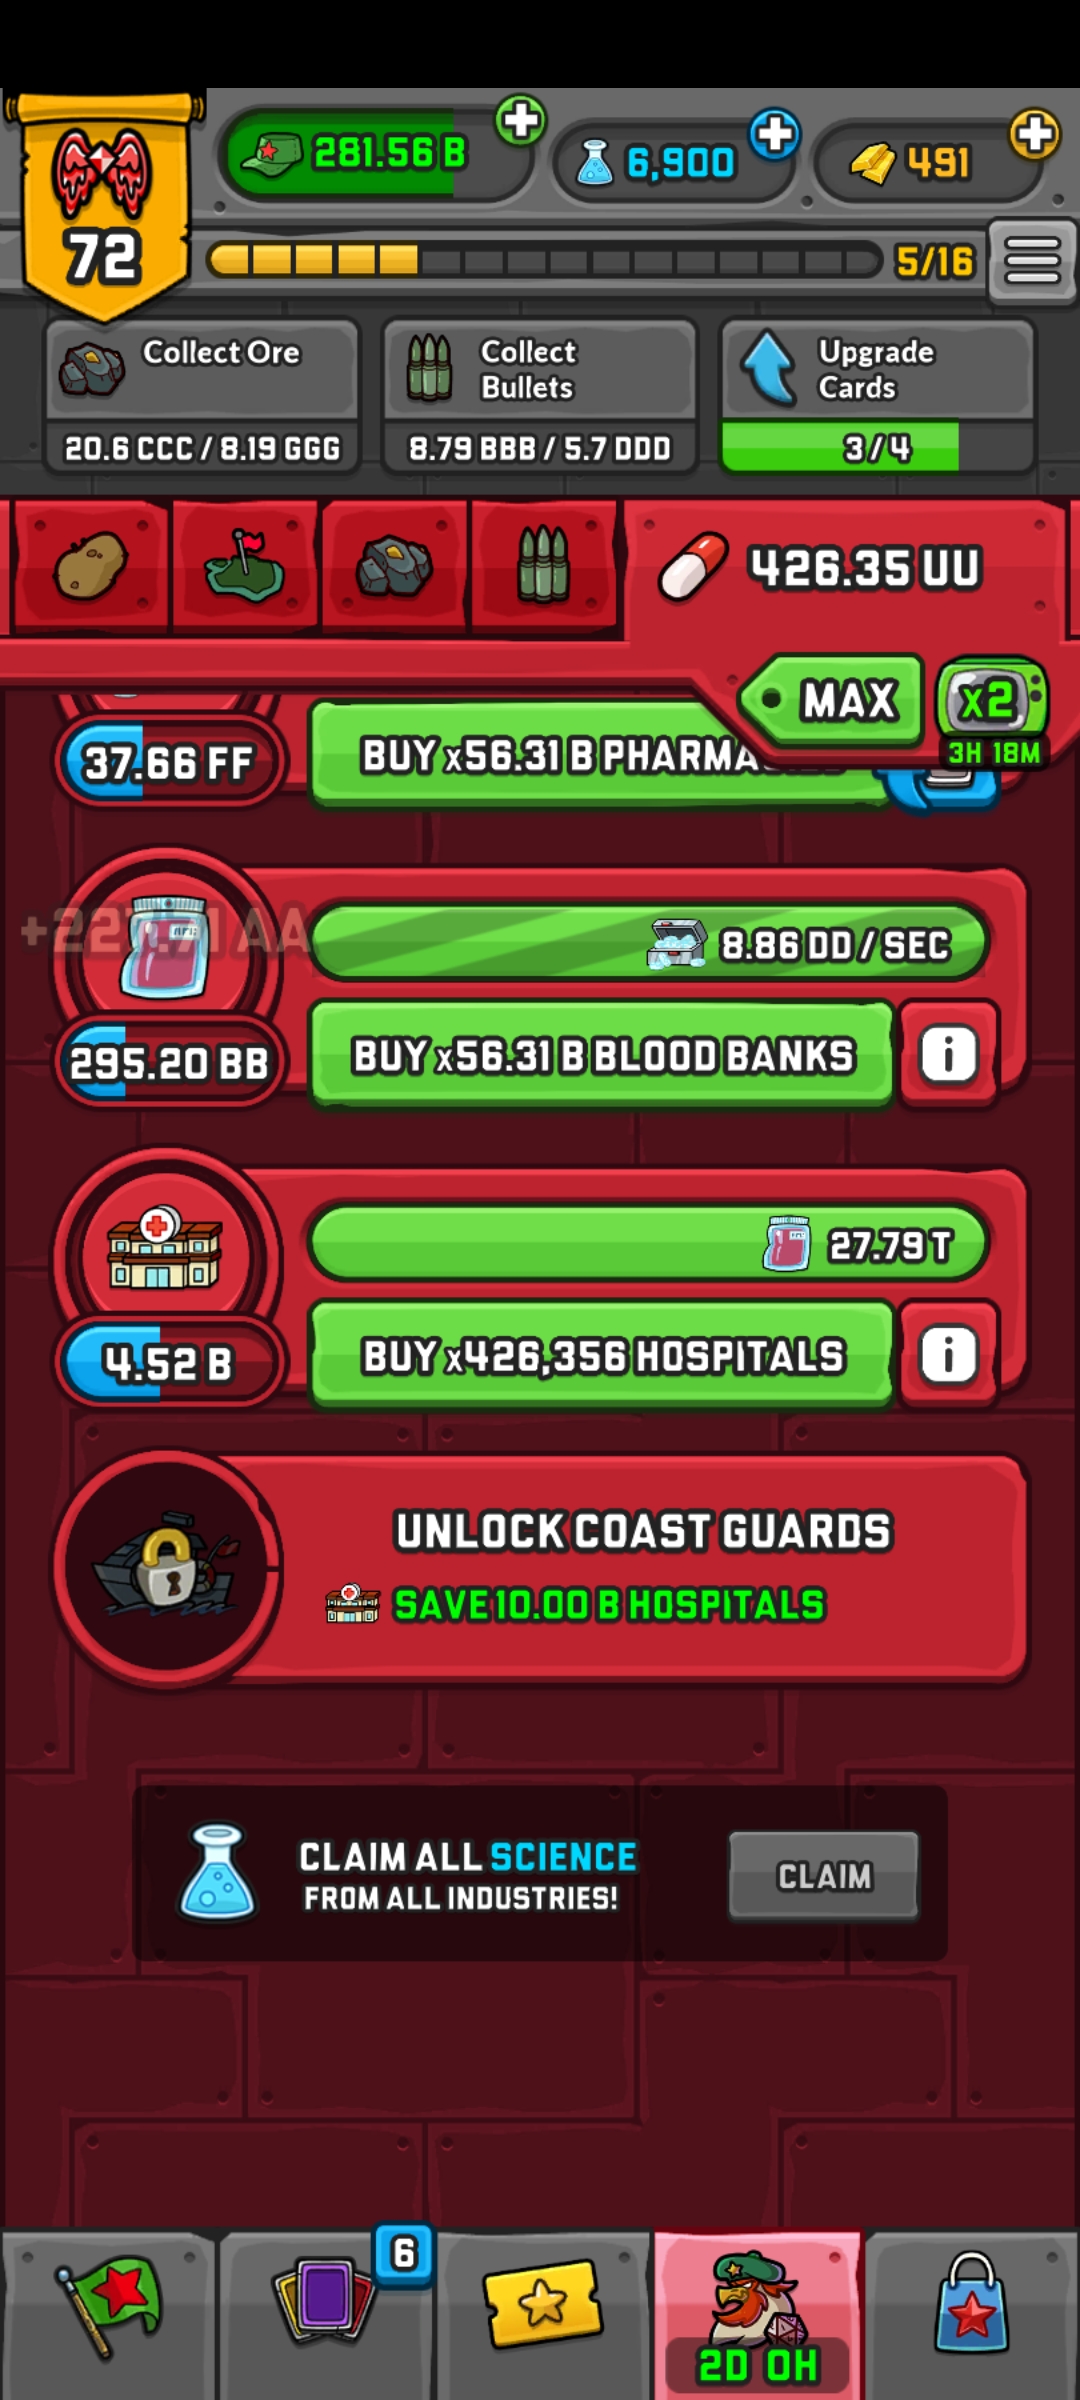 281.56 B
6,900
491
72
5/16
Collect Ore
20.6 CCC / 8.19 GGG
Collect
Bullets
8.79 BBB / 5.7 DDD
Upgrade
Cards
3/4
426.35 UU
MAX
x2
3H 18M
37.66 FF
BUY x56.31 B
8.86 DD / SEC
295.20 BB
BUY x56.31 B BLOOD BANKS
27.79 T
4.52 B
BUY x426,356 HOSPITALS
UNLOCK COAST GUARDS
SAVE 10.00 B HOSPITALS
CLAIM ALL SCIENCE
FROM ALL INDUSTRIES!
CLAIM
6
2D 0H